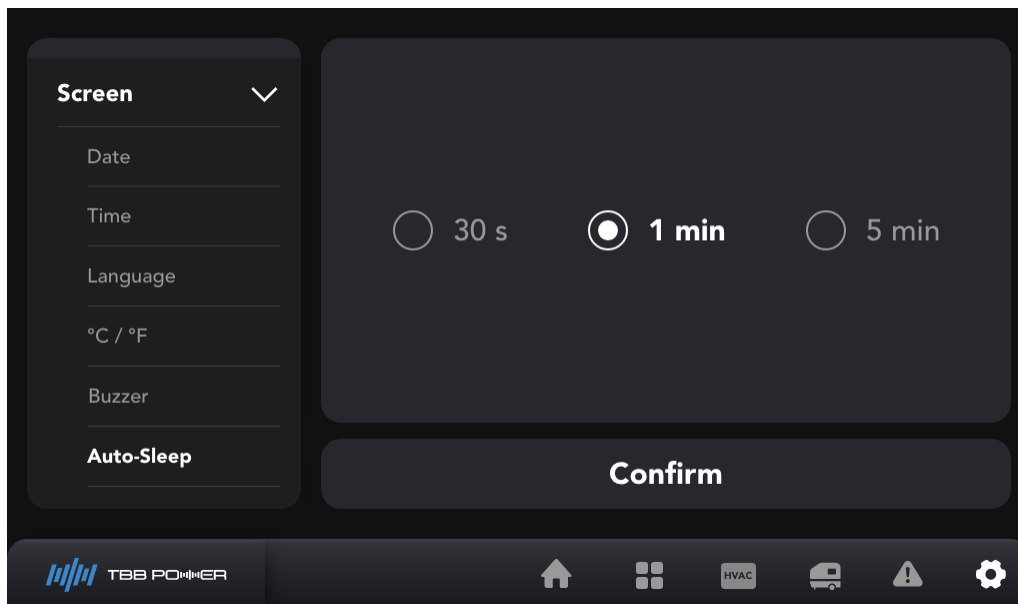 Screen
Date
Time
Language
°C / °F
Buzzer
Auto-Sleep
30 s
1 min
5 min
Confirm
TBB POWER
HVAC